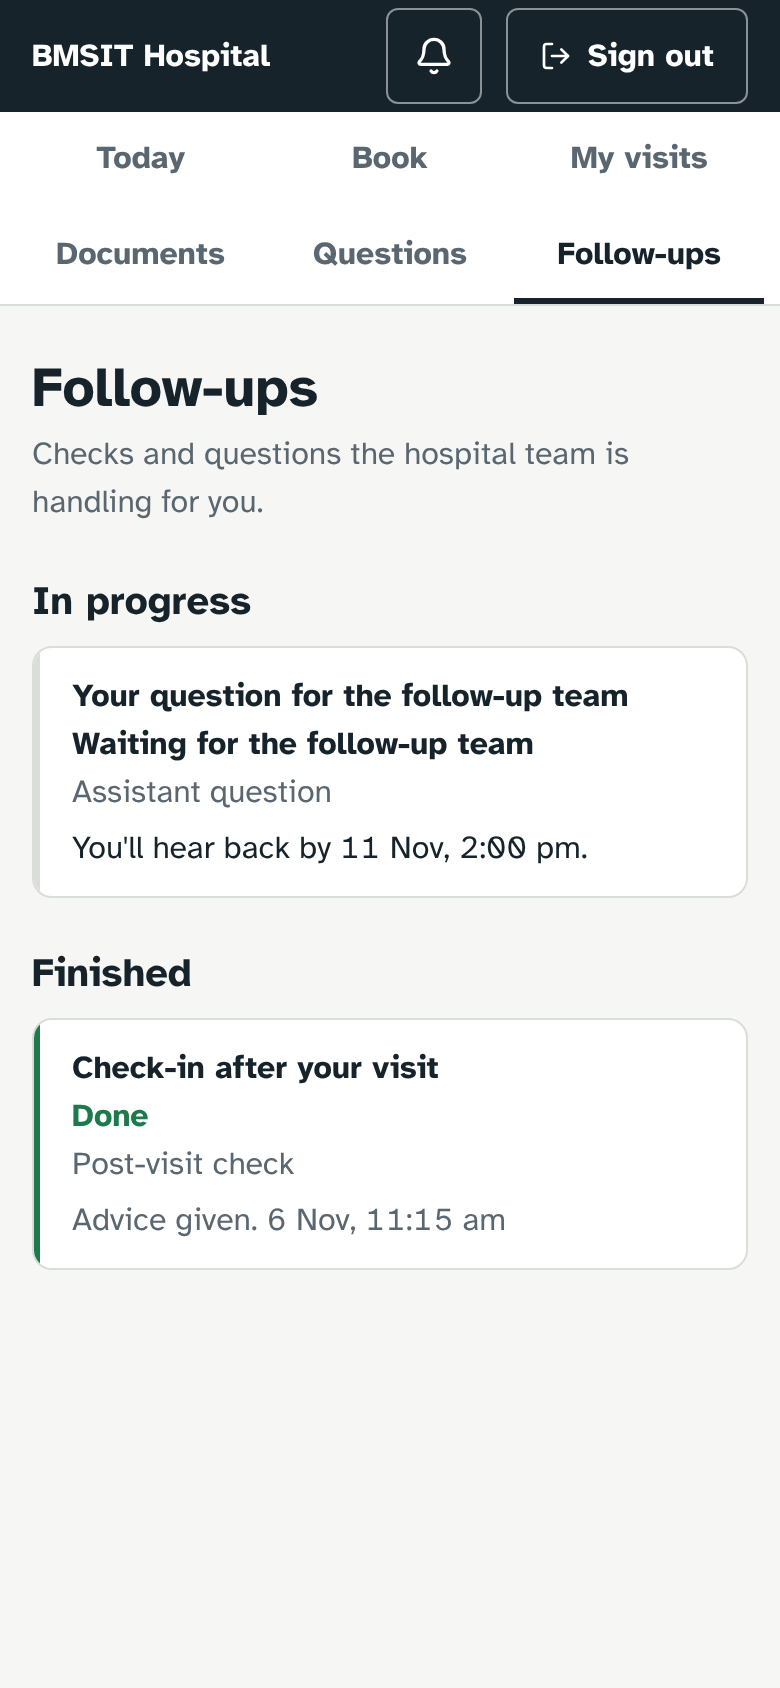 BMSIT Hospital
Sign out
Today Book My visits
Documents Questions Follow-ups
Follow-ups
Checks and questions the hospital team is
handling for you.
In progress
Your question for the follow-up team
Waiting for the follow-up team
Assistant question
You'll hear back by 11 Nov, 2:00 pm.
Finished
Check-in after your visit
Done
Post-visit check
Advice given. 6 Nov, 11:15 am